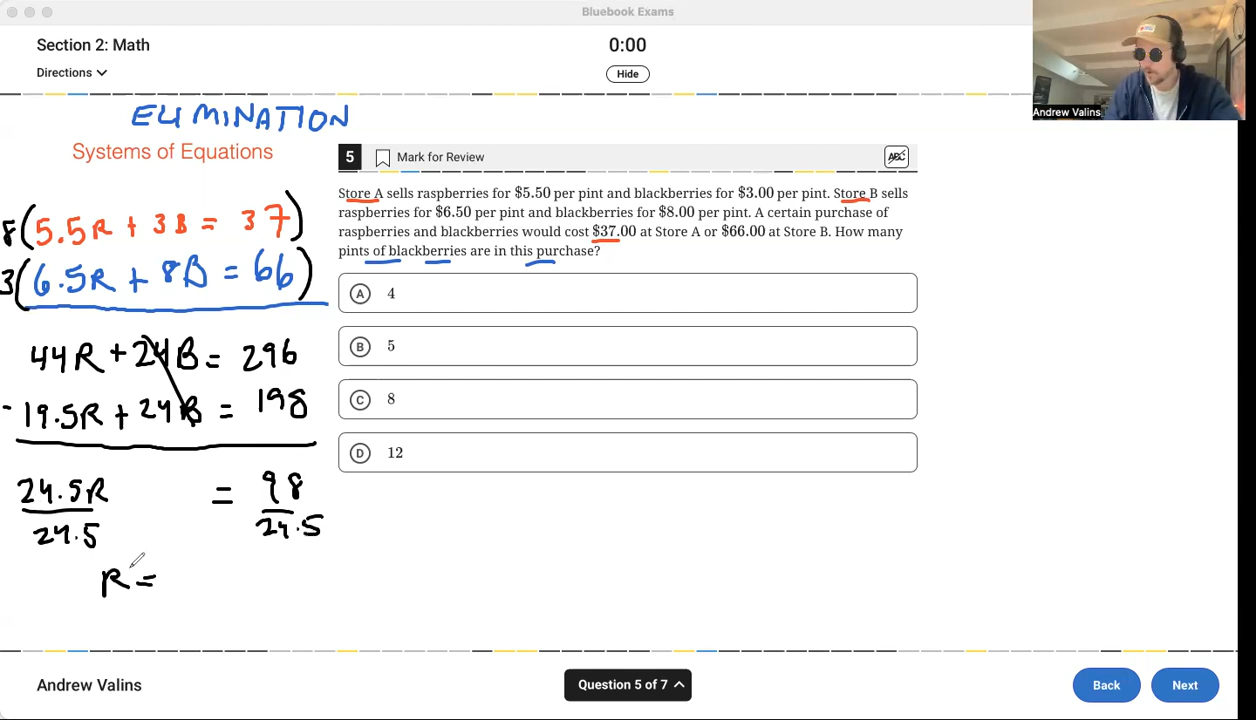 Bluebook Exams
Section 2: Math
0:00
Directions
Hide
Andrew Valins
ELIMINATION
Systems of Equations
8(5.5R + 3B = 37)
3(6.5R + 8B = 66)
44R + 24B = 296
- 19.5R + 24B = 198
24.5R = 98
24.5 24.5
R =
5 Mark for Review ABC
Store A sells raspberries for $5.50 per pint and blackberries for $3.00 per pint. Store B sells
raspberries for $6.50 per pint and blackberries for $8.00 per pint. A certain purchase of
raspberries and blackberries would cost $37.00 at Store A or $66.00 at Store B. How many
pints of blackberries are in this purchase?
A 4
B 5
C 8
D 12
Andrew Valins
Question 5 of 7
Back
Next